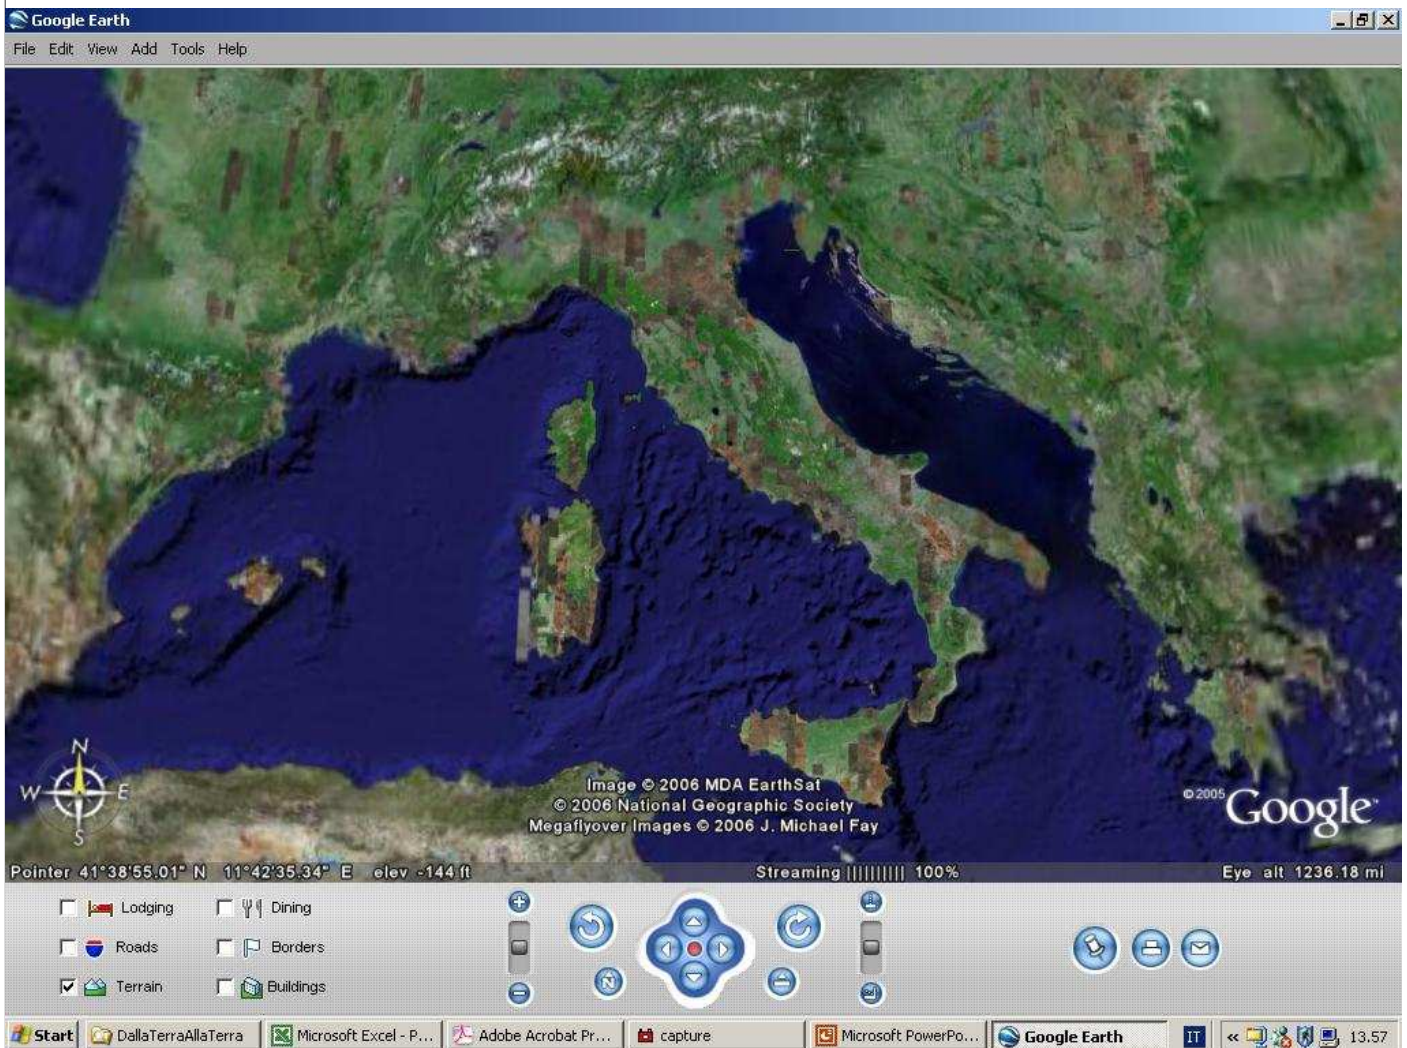 Google Earth
File Edit View Add Tools Help
N
W E
S
Image © 2006 MDA EarthSat
© 2006 National Geographic Society
Megaflyover Images © 2006 J. Michael Fay
© 2005 Google
Pointer 41°38'55.01" N 11°42'35.34" E elev -144 ft Streaming |||||||||| 100% Eye alt 1236.18 mi
Lodging Dining
Roads Borders
Terrain Buildings
N
Start DallaTerraAllaTerra Microsoft Excel - P... Adobe Acrobat Pr... capture Microsoft PowerPo... Google Earth IT « 13.57